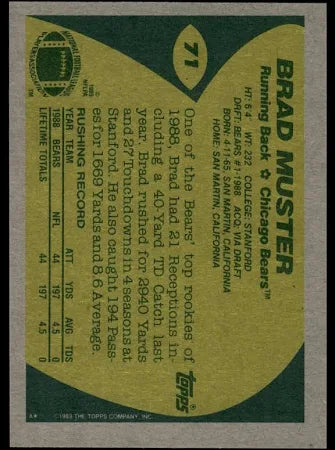 71
BRAD MUSTER
Running Back ☆ Chicago Bears™
HT: 6'4" WT: 232 COLLEGE: STANFORD
DRFT: BEARS #1-1988 ACQ: VIA DRAFT
BORN: 4-11-65, SAN MARTIN, CALIFORNIA
HOME: SAN MARTIN, CALIFORNIA
One of the Bears' top rookies of
1988, Brad had 21 Receptions in-
cluding a 40-Yard TD Catch last
year. Brad rushed for 2940 Yards
and 27 Touchdowns in 4 seasons at
Stanford. He also caught 194 Pass-
es for 1669 Yards and 8.6 Average.
RUSHING RECORD
YEAR TEAM ATT YDS AVG TDS
1988 BEARS NFL 44 197 4.5 0
LIFETIME TOTALS 44 197 4.5 0
Topps
©1989 THE TOPPS COMPANY, INC.
A★